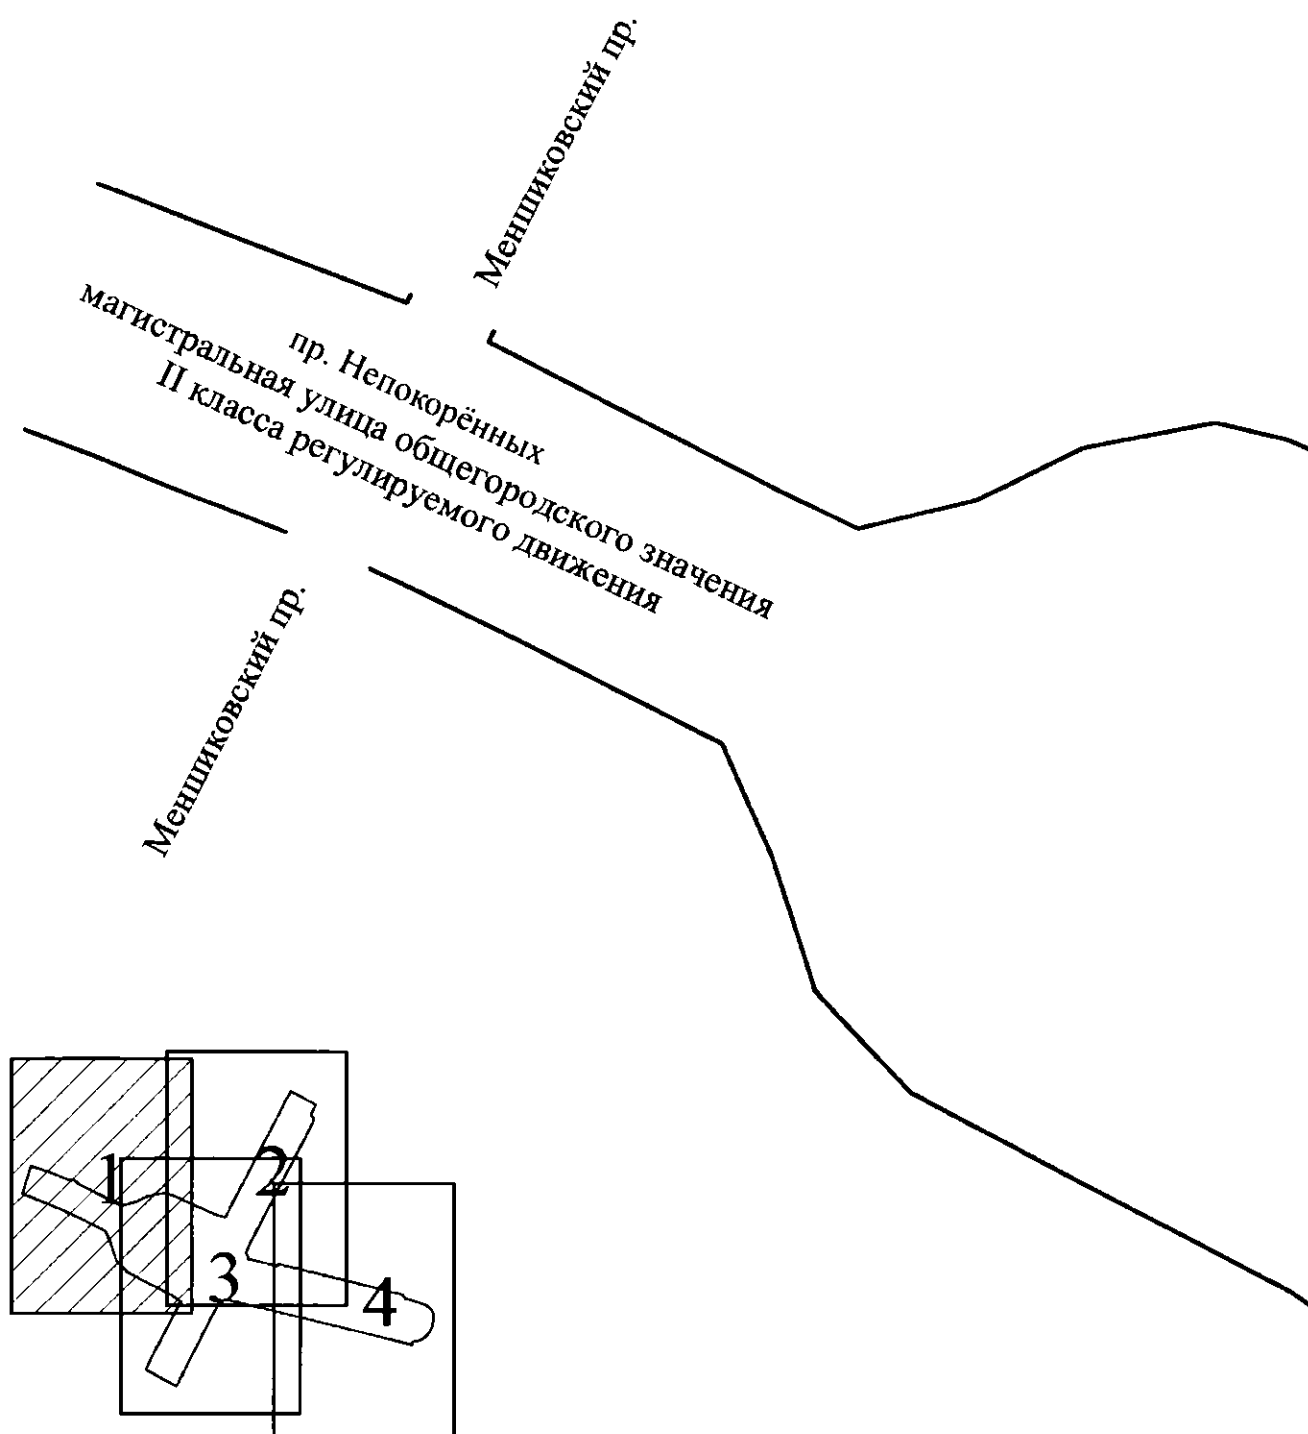 Меншиковский пр.
пр. Непокорённых
магистральная улица общегородского значения
II класса регулируемого движения
Меншиковский пр.
1
2
3
4